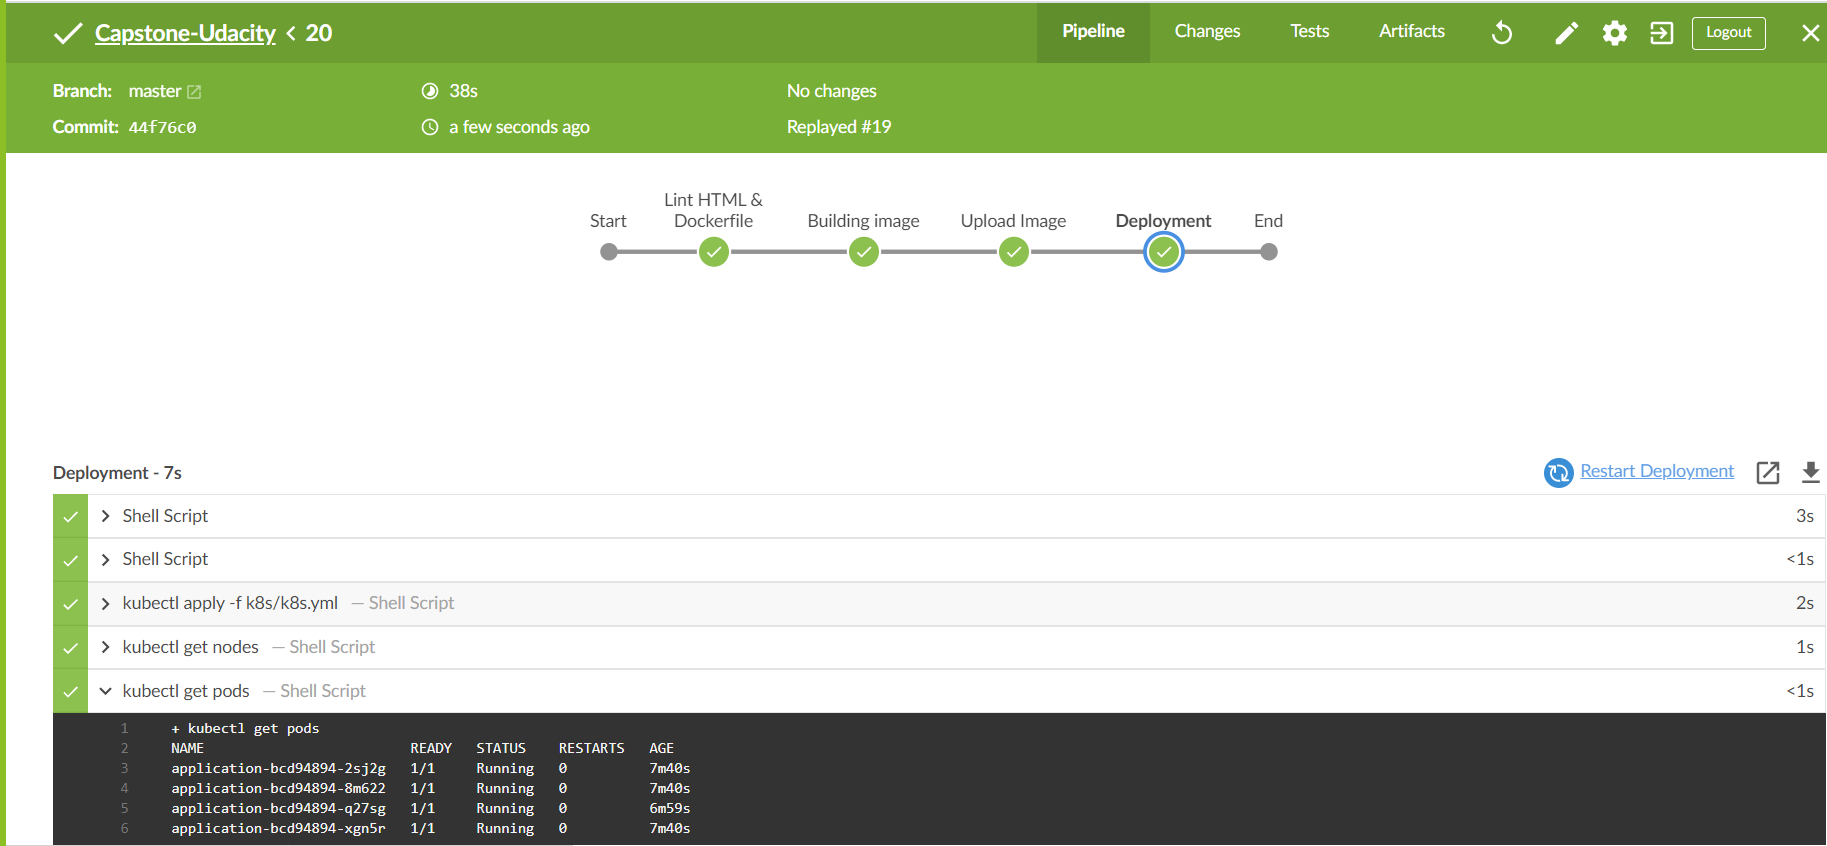 Capstone-Udacity < 20
Pipeline Changes Tests Artifacts Logout
Branch: master 38s No changes
Commit: 44f76c0 a few seconds ago Replayed #19
Lint HTML &
Start Dockerfile Building image Upload Image Deployment End
Deployment - 7s Restart Deployment
Shell Script 3s
Shell Script <1s
kubectl apply -f k8s/k8s.yml — Shell Script 2s
kubectl get nodes — Shell Script 1s
kubectl get pods — Shell Script <1s
1 + kubectl get pods
2 NAME READY STATUS RESTARTS AGE
3 application-bcd94894-2sj2g 1/1 Running 0 7m40s
4 application-bcd94894-8m622 1/1 Running 0 7m40s
5 application-bcd94894-q27sg 1/1 Running 0 6m59s
6 application-bcd94894-xgn5r 1/1 Running 0 7m40s